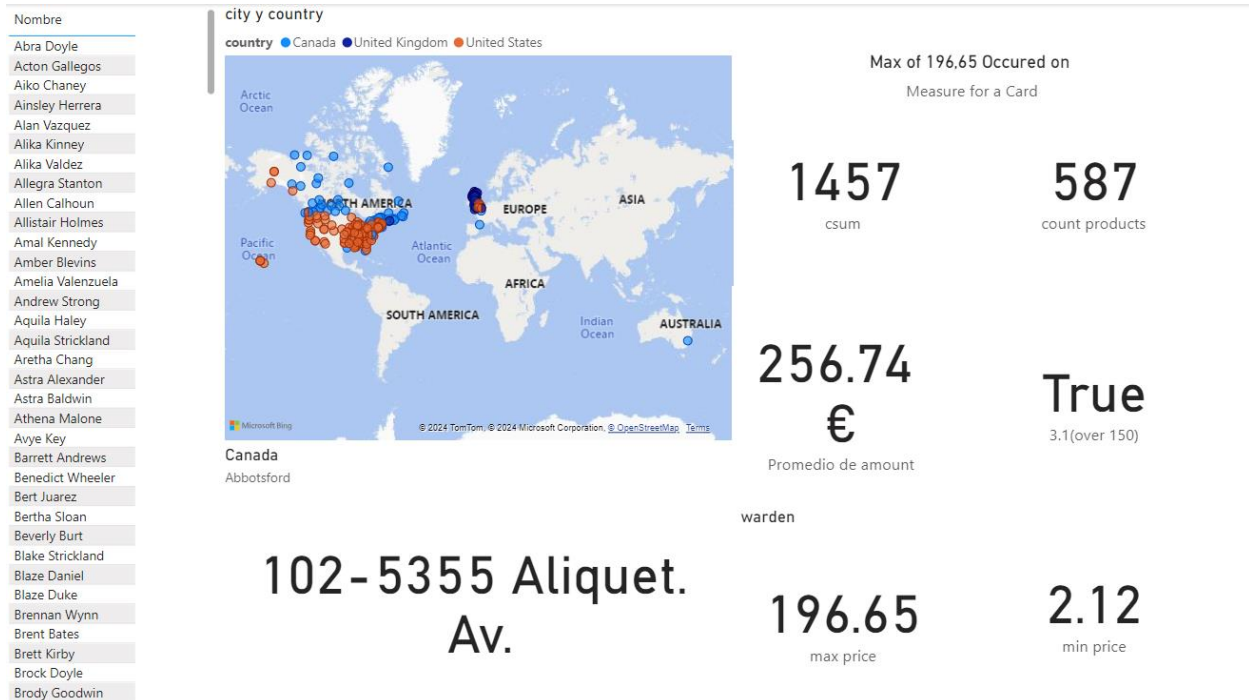 Nombre
Abra Doyle
Acton Gallegos
Aiko Chaney
Ainsley Herrera
Alan Vazquez
Alika Kinney
Alika Valdez
Allegra Stanton
Allen Calhoun
Allistair Holmes
Amal Kennedy
Amber Blevins
Amelia Valenzuela
Andrew Strong
Aquila Haley
Aquila Strickland
Aretha Chang
Astra Alexander
Astra Baldwin
Athena Malone
Avye Key
Barrett Andrews
Benedict Wheeler
Bert Juarez
Bertha Sloan
Beverly Burt
Blake Strickland
Blaze Daniel
Blaze Duke
Brennan Wynn
Brent Bates
Brett Kirby
Brock Doyle
Brody Goodwin
city y country
country Canada United Kingdom United States
Arctic
Ocean
NORTH AMERICA
EUROPE
ASIA
Pacific
Ocean
Atlantic
Ocean
AFRICA
SOUTH AMERICA
Indian
Ocean
AUSTRALIA
Microsoft Bing
© 2024 TomTom, © 2024 Microsoft Corporation, © OpenStreetMap Terms
Canada
Abbotsford
102-5355 Aliquet.
Av.
Max of 196,65 Occured on
Measure for a Card
1457
csum
587
count products
256.74
€
Promedio de amount
True
3.1(over 150)
warden
196.65
max price
2.12
min price